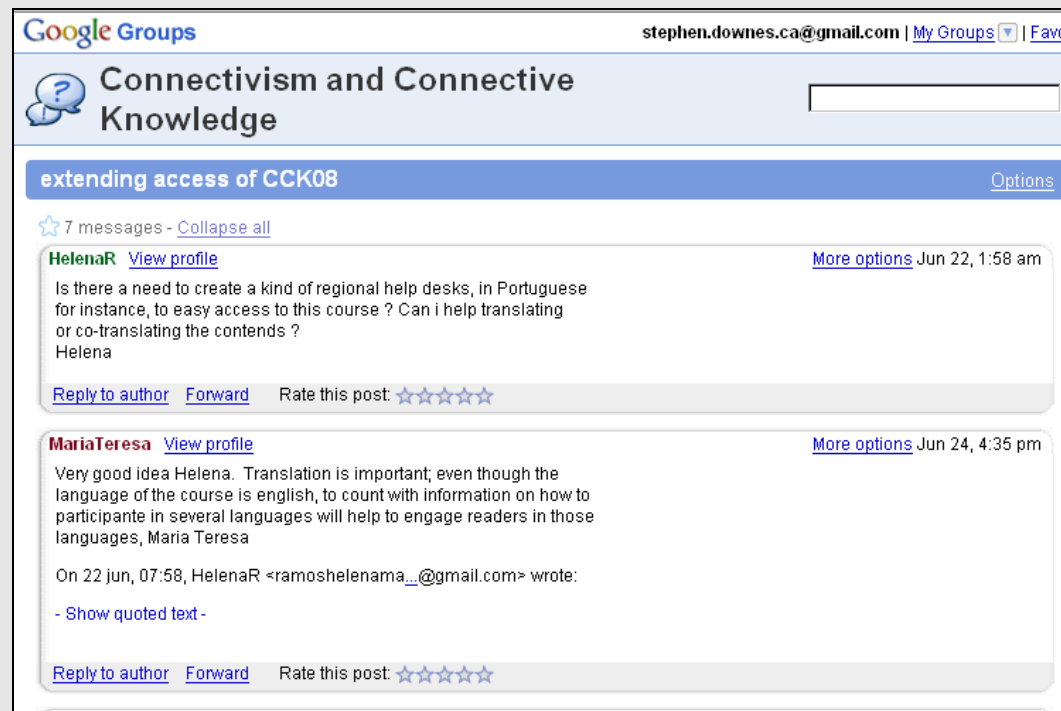 Google Groups
stephen.downes.ca@gmail.com | My Groups | Favo
Connectivism and Connective
Knowledge
extending access of CCK08
Options
7 messages - Collapse all
HelenaR View profile
More options Jun 22, 1:58 am
Is there a need to create a kind of regional help desks, in Portuguese
for instance, to easy access to this course ? Can i help translating
or co-translating the contends ?
Helena
Reply to author Forward Rate this post:
MariaTeresa View profile
More options Jun 24, 4:35 pm
Very good idea Helena. Translation is important; even though the
language of the course is english, to count with information on how to
participante in several languages will help to engage readers in those
languages, Maria Teresa
On 22 jun, 07:58, HelenaR <ramoshelenama...@gmail.com> wrote:
- Show quoted text -
Reply to author Forward Rate this post: